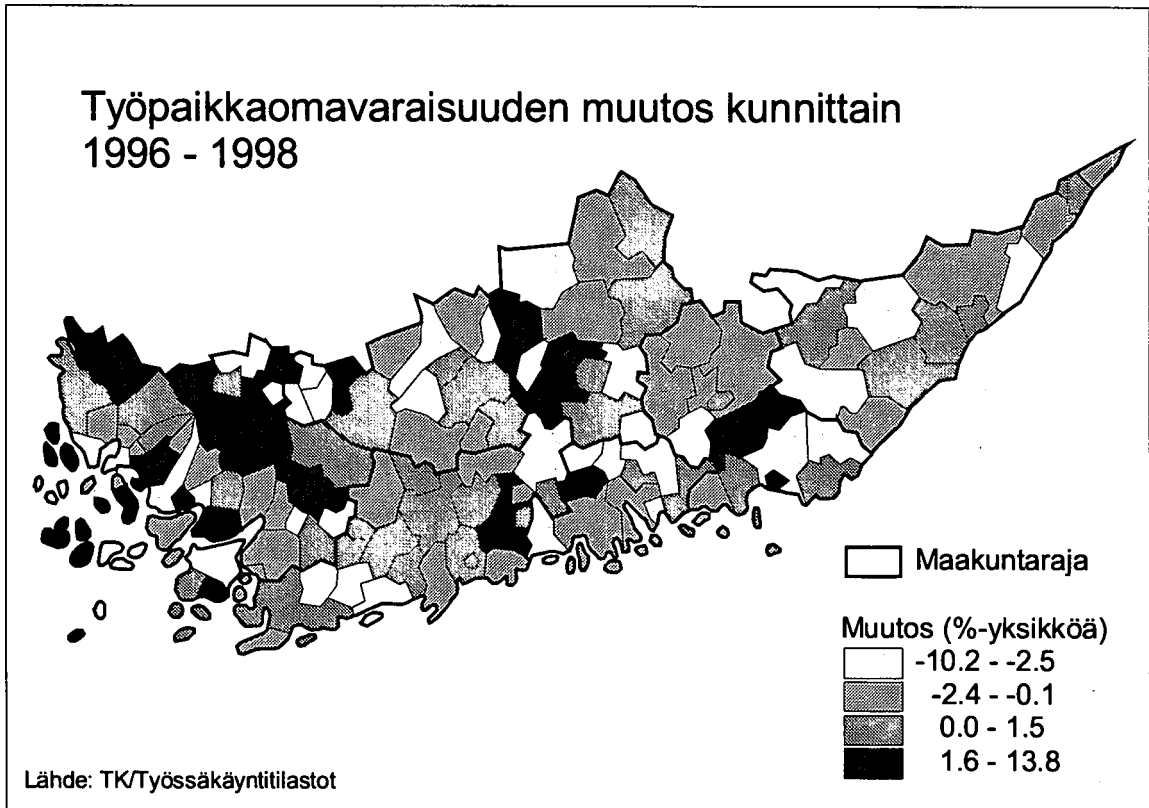 Työpaikkaomavaraisuuden muutos kunnittain
1996 - 1998
Maakuntaraja
Muutos (%-yksikköä)
-10.2 - -2.5
-2.4 - -0.1
0.0 - 1.5
1.6 - 13.8
Lähde: TK/Työssäkäyntitilastot